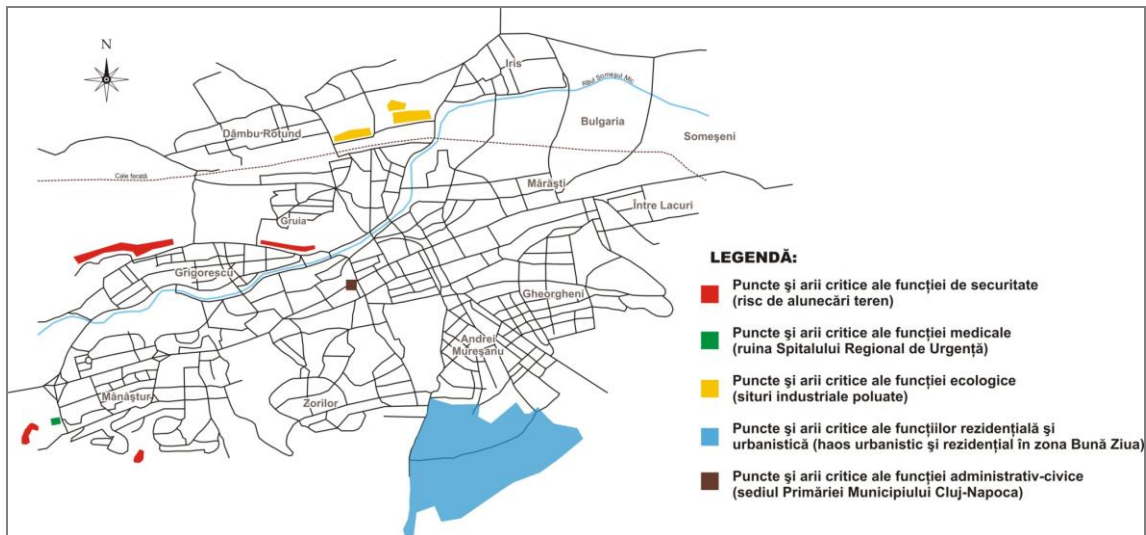 N
Iris
Râul Someşul Mic
Bulgaria
Dâmbu-Rotund
Someşeni
Cale ferată
Mărăşti
Între Lacuri
Gruia
Grigorescu
Gheorgheni
Andrei
Mureşanu
Mănăştur
Zorilor
LEGENDĂ:
Puncte şi arii critice ale funcţiei de securitate
(risc de alunecări teren)
Puncte şi arii critice ale funcţiei medicale
(ruina Spitalului Regional de Urgenţă)
Puncte şi arii critice ale funcţiei ecologice
(situri industriale poluate)
Puncte şi arii critice ale funcţiilor rezidenţială şi
urbanistică (haos urbanistic şi rezidenţial în zona Bună Ziua)
Puncte şi arii critice ale funcţiei administrativ-civice
(sediul Primăriei Municipiului Cluj-Napoca)